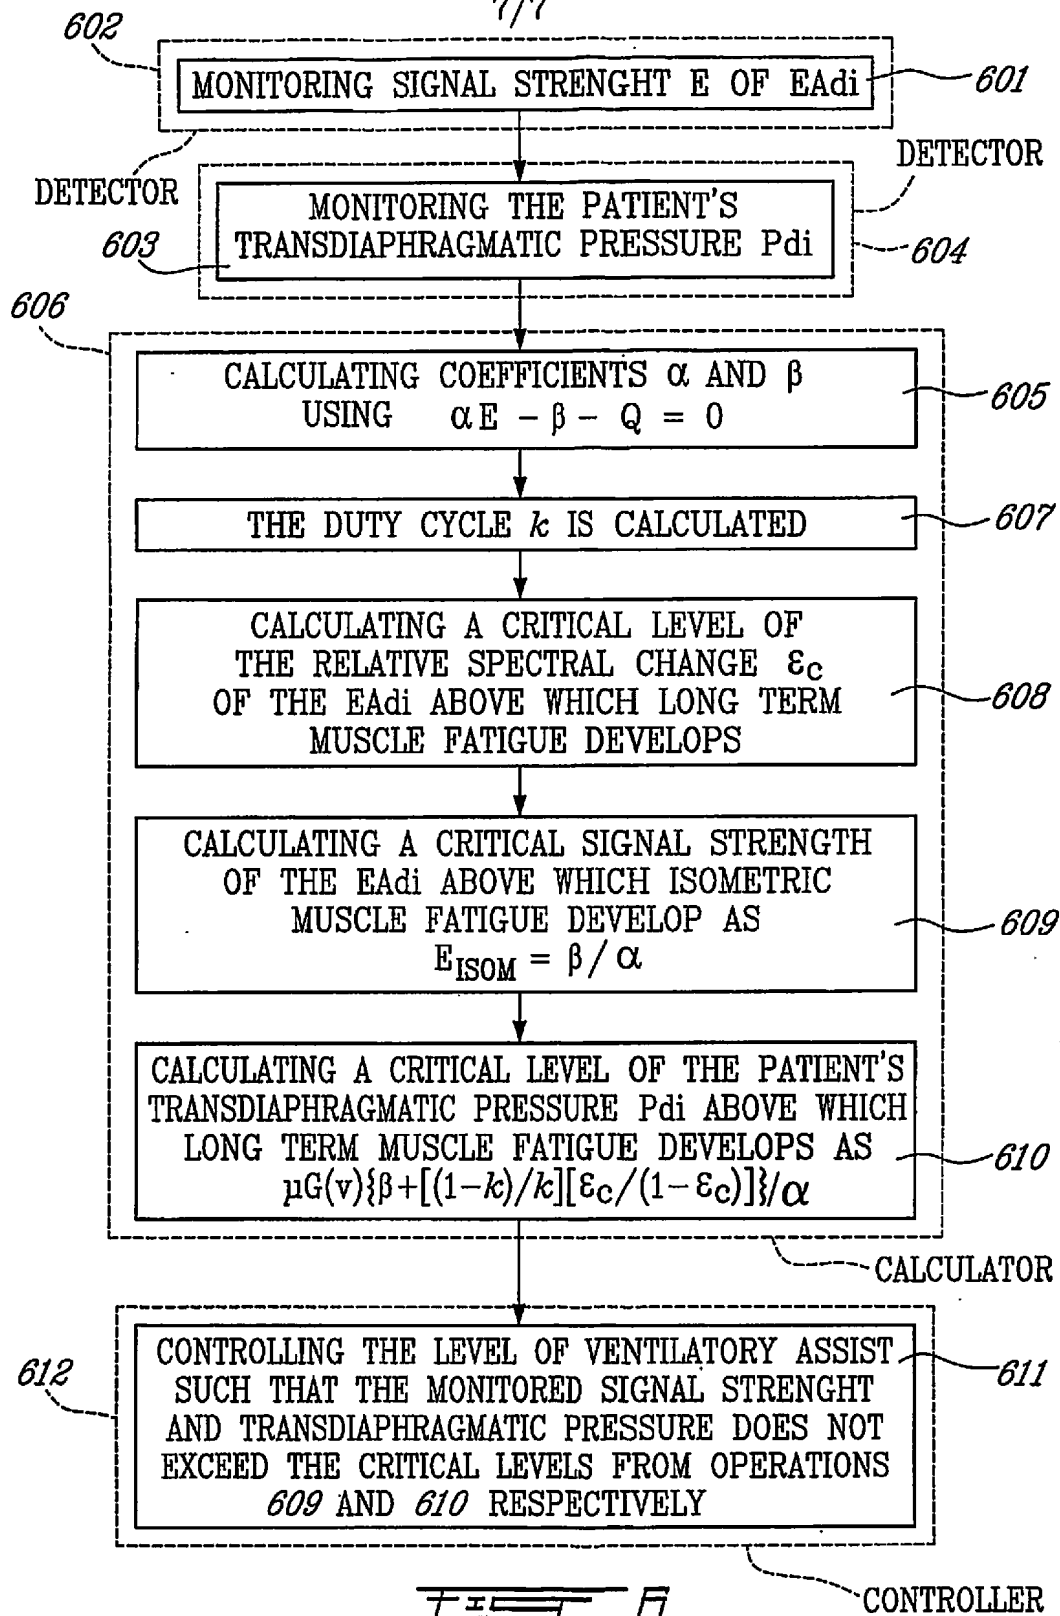 7/7
602
MONITORING SIGNAL STRENGHT E OF EAdi
601
DETECTOR
DETECTOR
MONITORING THE PATIENT'S
TRANSDIAPHRAGMATIC PRESSURE Pdi
603
604
606
CALCULATING COEFFICIENTS α AND β
USING αE - β - Q = 0
605
THE DUTY CYCLE k IS CALCULATED
607
CALCULATING A CRITICAL LEVEL OF
THE RELATIVE SPECTRAL CHANGE εc
OF THE EAdi ABOVE WHICH LONG TERM
MUSCLE FATIGUE DEVELOPS
608
CALCULATING A CRITICAL SIGNAL STRENGTH
OF THE EAdi ABOVE WHICH ISOMETRIC
MUSCLE FATIGUE DEVELOP AS
E_ISOM = β/α
609
CALCULATING A CRITICAL LEVEL OF THE PATIENT'S
TRANSDIAPHRAGMATIC PRESSURE Pdi ABOVE WHICH
LONG TERM MUSCLE FATIGUE DEVELOPS AS
µG(v){β+[(1-k)/k][εc/(1-εc)]}/α
610
CALCULATOR
CONTROLLING THE LEVEL OF VENTILATORY ASSIST
SUCH THAT THE MONITORED SIGNAL STRENGHT
AND TRANSDIAPHRAGMATIC PRESSURE DOES NOT
EXCEED THE CRITICAL LEVELS FROM OPERATIONS
609 AND 610 RESPECTIVELY
611
612
CONTROLLER